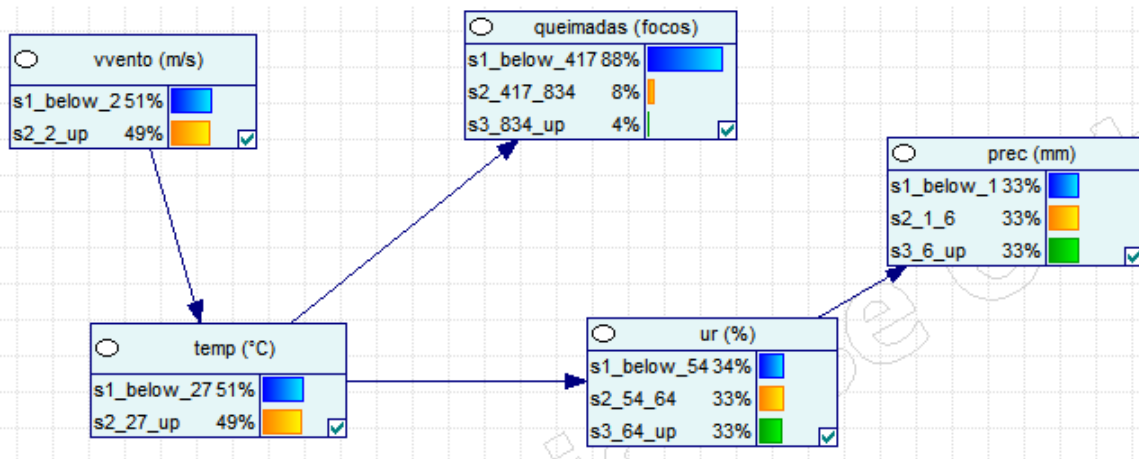 vvento (m/s)
s1_below_2 51%
s2_2_up 49%
queimadas (focos)
s1_below_417 88%
s2_417_834 8%
s3_834_up 4%
prec (mm)
s1_below_1 33%
s2_1_6 33%
s3_6_up 33%
temp (°C)
s1_below_27 51%
s2_27_up 49%
ur (%)
s1_below_54 34%
s2_54_64 33%
s3_64_up 33%